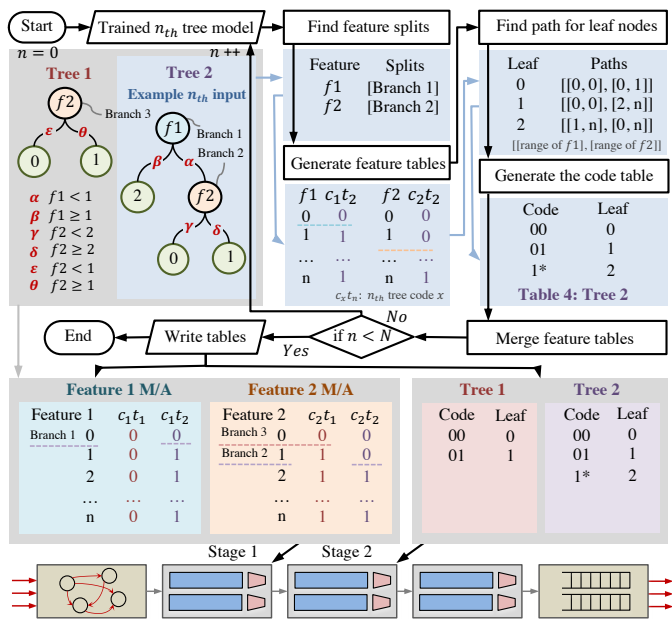 Start
Trained n_th tree model
Find feature splits
Find path for leaf nodes
n = 0
n ++
Tree 1
f2
Branch 3
ε
θ
0
1
α f1 < 1
β f1 ≥ 1
γ f2 < 2
δ f2 ≥ 2
ε f2 < 1
θ f2 ≥ 1
Tree 2
Example n_th input
f1
Branch 1
Branch 2
β
α
2
f2
γ
δ
0
1
Feature Splits
f1 [Branch 1]
f2 [Branch 2]
Generate feature tables
f1 c₁t₂ f2 c₂t₂
0 0 0 0
1 1 1 0
... ... ... ...
n 1 n 1
c_x t_n: n_th tree code x
Leaf Paths
0 [[0, 0], [0, 1]]
1 [[0, 0], [2, n]]
2 [[1, n], [0, n]]
[[range of f1], [range of f2]]
Generate the code table
Code Leaf
00 0
01 1
1* 2
Table 4: Tree 2
End
Write tables
Yes
if n < N
No
Merge feature tables
Feature 1 M/A
Feature 1 c₁t₁ c₁t₂
Branch 1 0 0 0
1 0 1
2 0 1
... ... ...
n 0 1
Feature 2 M/A
Feature 2 c₂t₁ c₂t₂
Branch 3 0 0 0
Branch 2 1 1 0
2 1 1
... ... ...
n 1 1
Tree 1
Code Leaf
00 0
01 1
Tree 2
Code Leaf
00 0
01 1
1* 2
Stage 1
Stage 2